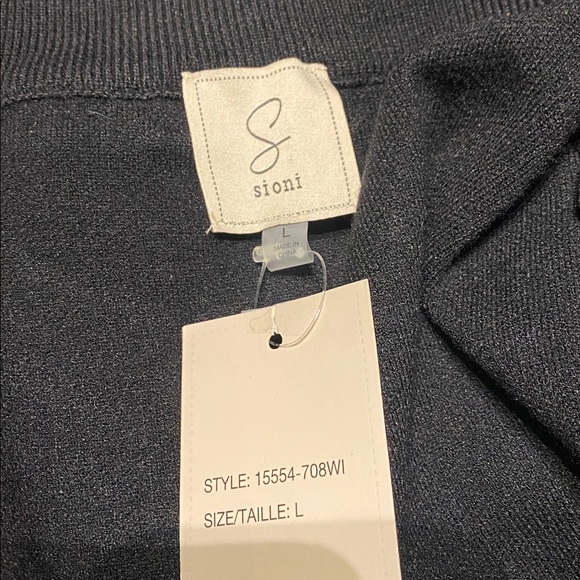 S
sioni
L
MADE IN
CHINA
STYLE: 15554-708WI
SIZE/TAILLE: L